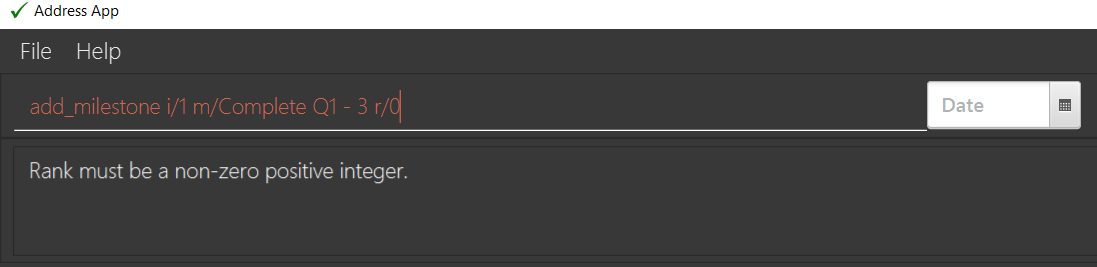 Address App
File Help
add_milestone i/1 m/Complete Q1 - 3 r/0
Date
Rank must be a non-zero positive integer.